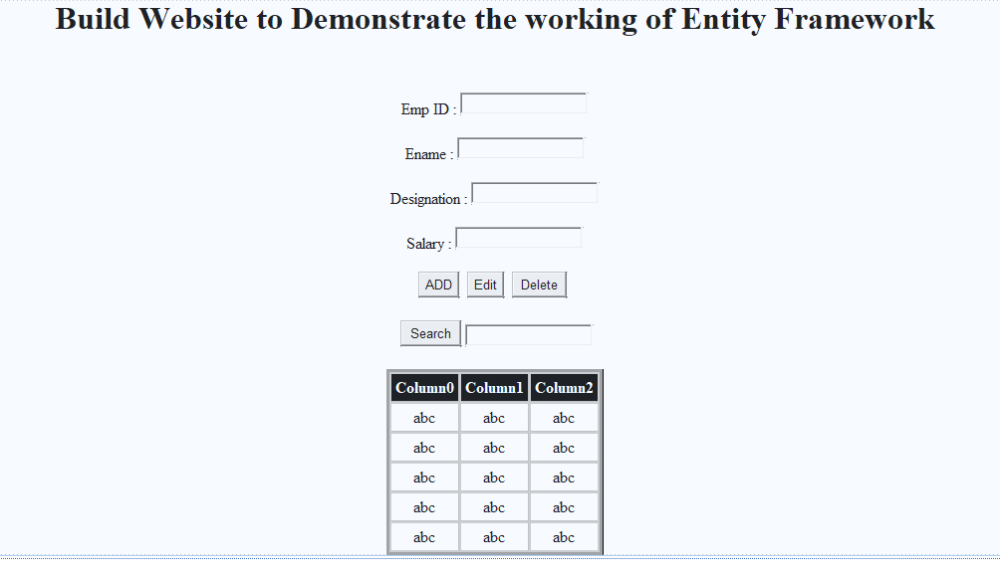 Build Website to Demonstrate the working of Entity Framework
Emp ID :
Ename :
Designation :
Salary :
ADD Edit Delete
Search
Column0 Column1 Column2
abc abc abc
abc abc abc
abc abc abc
abc abc abc
abc abc abc